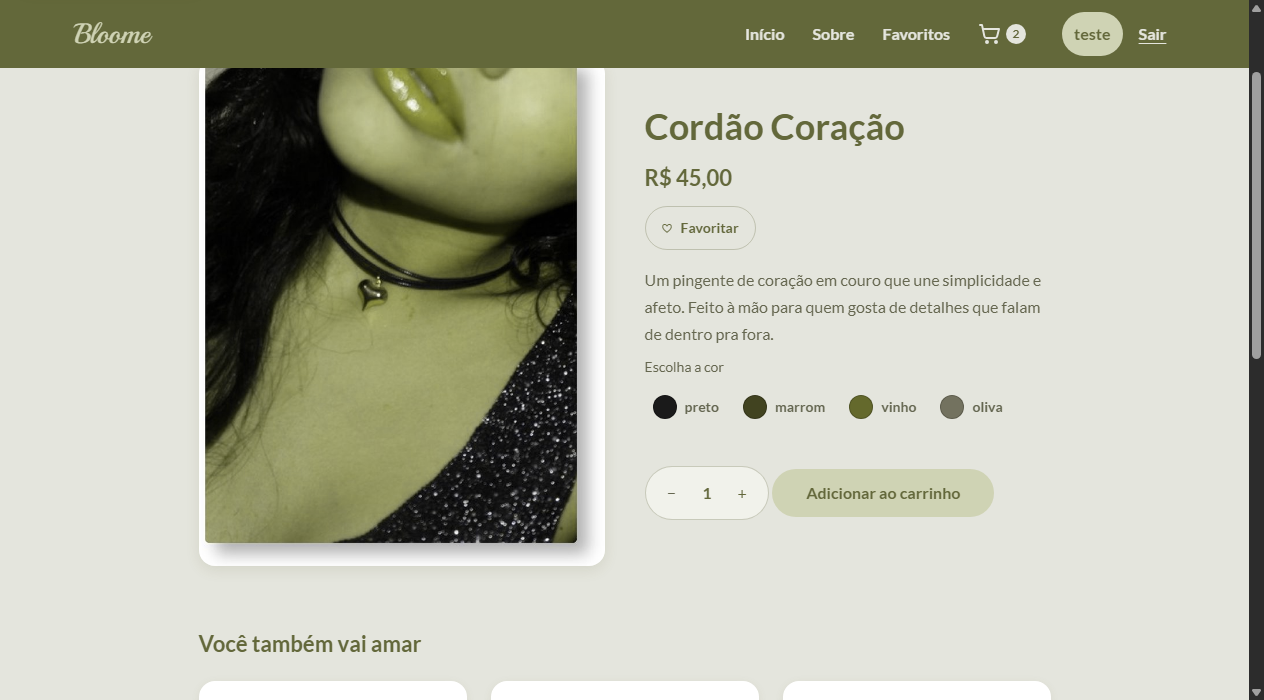 Bloome
Início Sobre Favoritos 2 teste Sair
Cordão Coração
R$ 45,00
♡ Favoritar
Um pingente de coração em couro que une simplicidade e
afeto. Feito à mão para quem gosta de detalhes que falam
de dentro pra fora.
Escolha a cor
preto marrom vinho oliva
− 1 + Adicionar ao carrinho
Você também vai amar